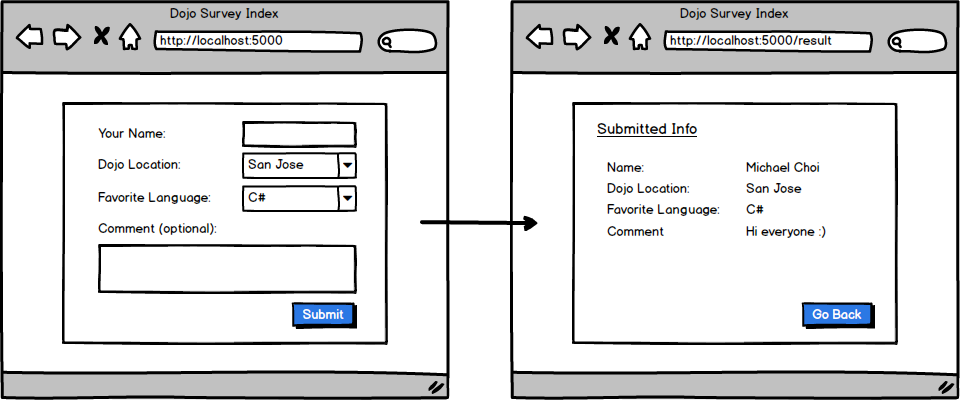 Dojo Survey Index
http://localhost:5000
Your Name:
Dojo Location: San Jose
Favorite Language: C#
Comment (optional):
Submit
Dojo Survey Index
http://localhost:5000/result
Submitted Info
Name: Michael Choi
Dojo Location: San Jose
Favorite Language: C#
Comment Hi everyone :)
Go Back